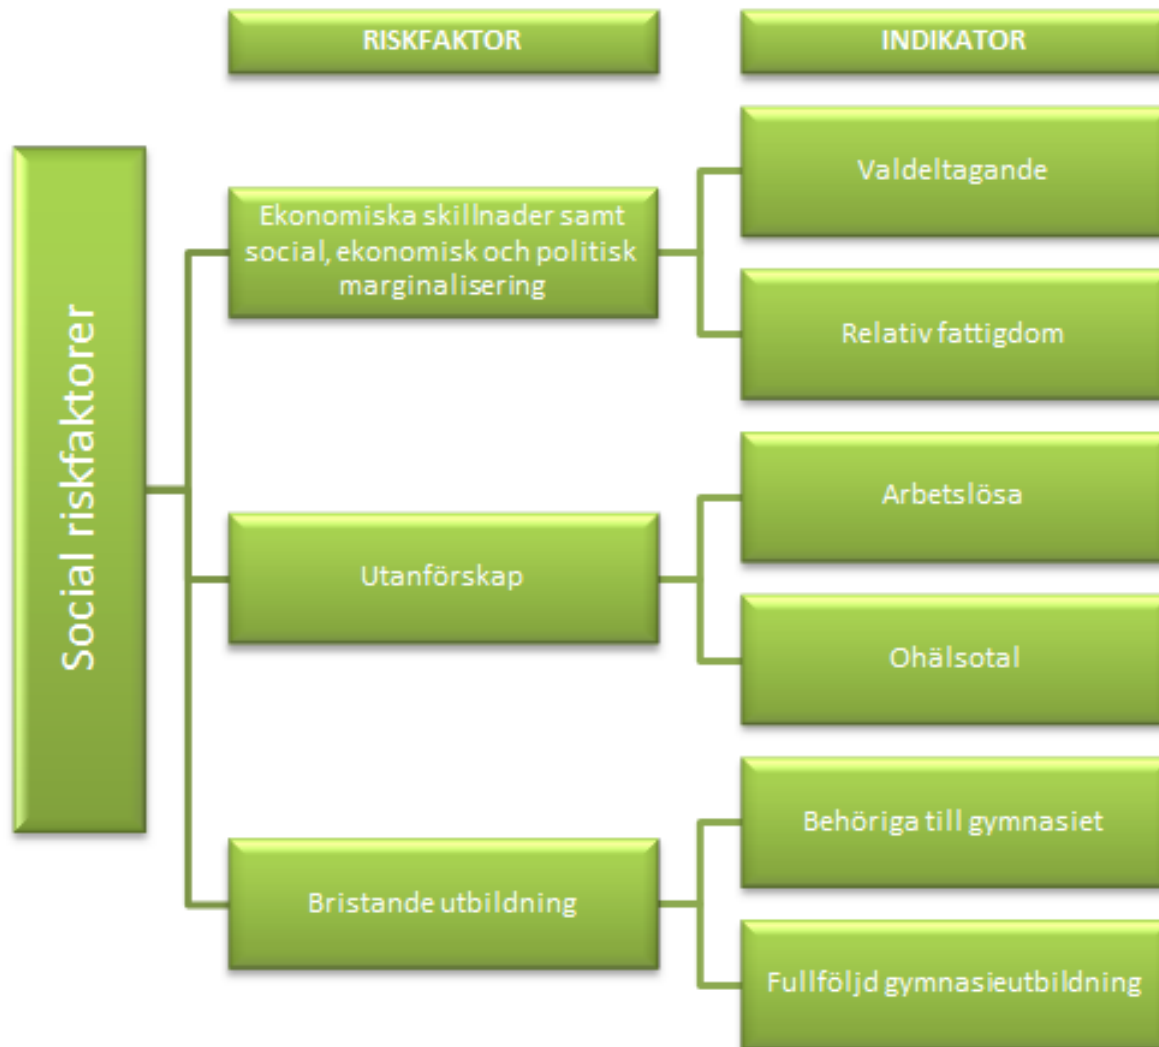 RISKFAKTOR
INDIKATOR
Social riskfaktorer
Ekonomiska skillnader samt
social, ekonomisk och politisk
marginalisering
Valdeltagande
Relativ fattigdom
Utanförskap
Arbetslösa
Ohälsotal
Bristande utbildning
Behöriga till gymnasiet
Fullföljd gymnasieutbildning